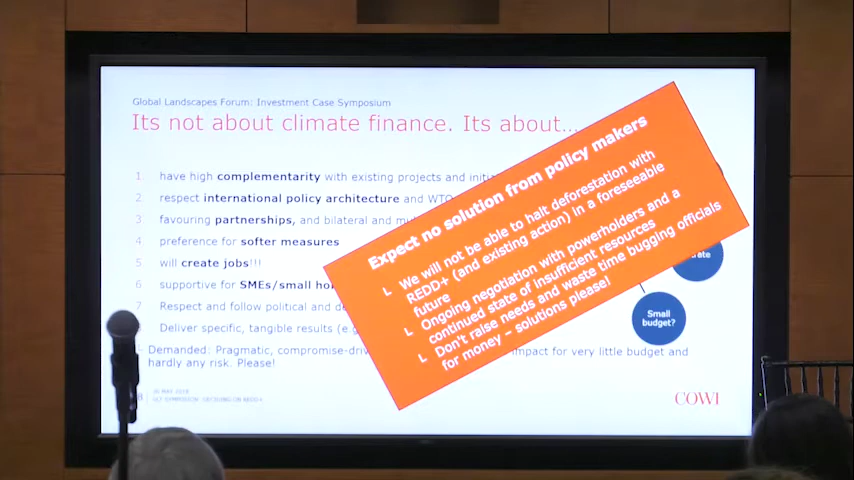 Global Landscapes Forum: Investment Case Symposium
Its not about climate finance. Its about...
1. have high complementarity with existing projects and
2. respect international policy architecture and WTO
3. favouring partnerships, and bilateral and
4. preference for softer measures
5. will create jobs!!!
6. supportive for SMEs/small
7 Respect and follow political and
Deliver specific, tangible results (e.g.
Demanded: Pragmatic, impact for very little budget and
hardly any risk. Please!
Expect no solution from policy makers
We will not be able to halt deforestation with
REDD+ (and existing action) in a foreseeable
future
Ongoing negotiation with powerholders and a
continued state of insufficient resources
Don't raise needs and waste time bugging officials
for money – solutions please!
Small
budget?
8
COWI